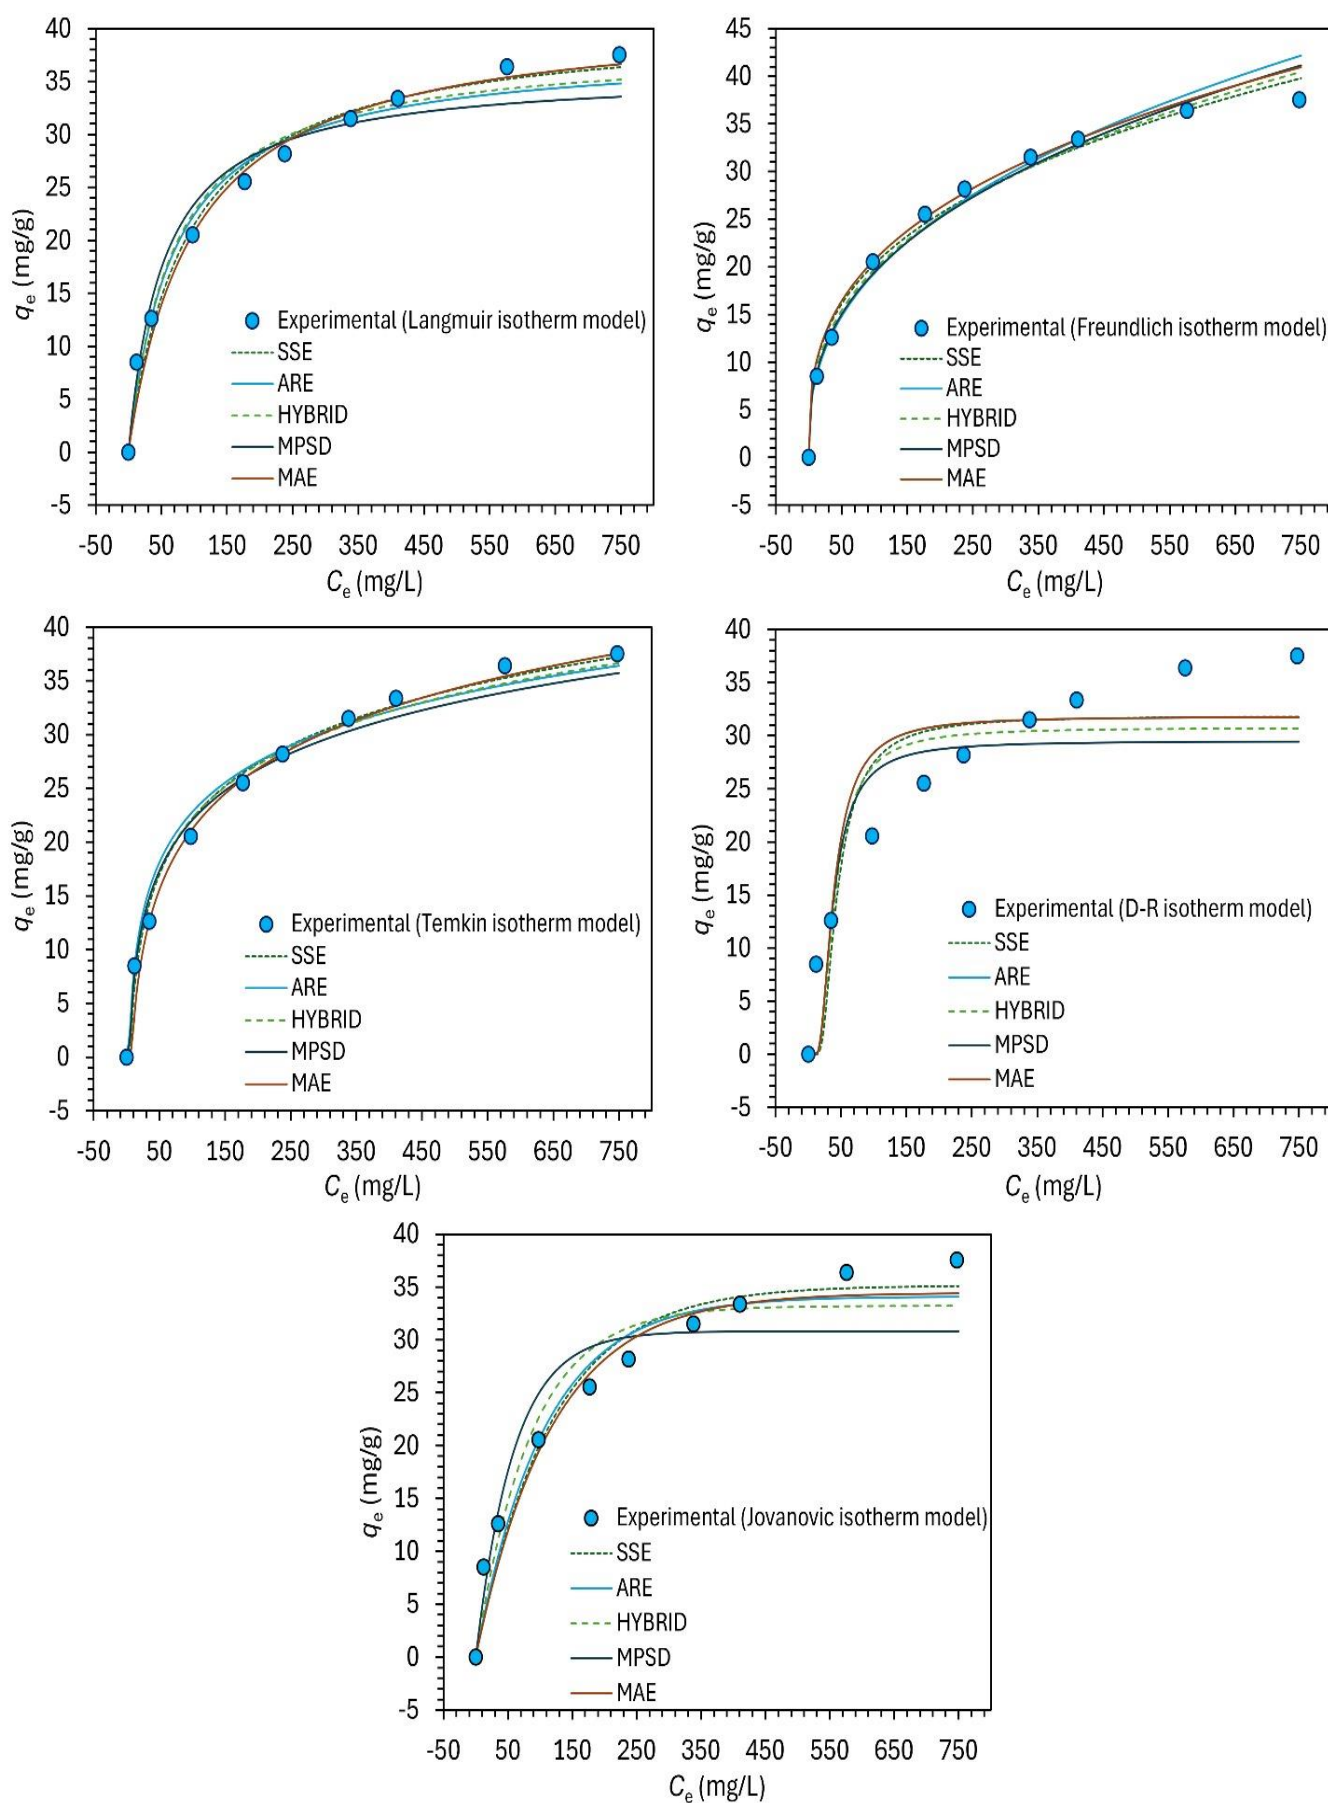 40
35
30
25
20
15
10
5
0
-5
qe (mg/g)
Experimental (Langmuir isotherm model)
SSE
ARE
HYBRID
MPSD
MAE
-50 50 150 250 350 450 550 650 750
Ce (mg/L)
45
40
35
30
25
20
15
10
5
0
-5
qe (mg/g)
Experimental (Freundlich isotherm model)
SSE
ARE
HYBRID
MPSD
MAE
-50 50 150 250 350 450 550 650 750
Ce (mg/L)
40
35
30
25
20
15
10
5
0
-5
qe (mg/g)
Experimental (Temkin isotherm model)
SSE
ARE
HYBRID
MPSD
MAE
-50 50 150 250 350 450 550 650 750
Ce (mg/L)
40
35
30
25
20
15
10
5
0
-5
qe (mg/g)
Experimental (D-R isotherm model)
SSE
ARE
HYBRID
MPSD
MAE
-50 50 150 250 350 450 550 650 750
Ce (mg/L)
40
35
30
25
20
15
10
5
0
-5
qe (mg/g)
Experimental (Jovanovic isotherm model)
SSE
ARE
HYBRID
MPSD
MAE
-50 50 150 250 350 450 550 650 750
Ce (mg/L)